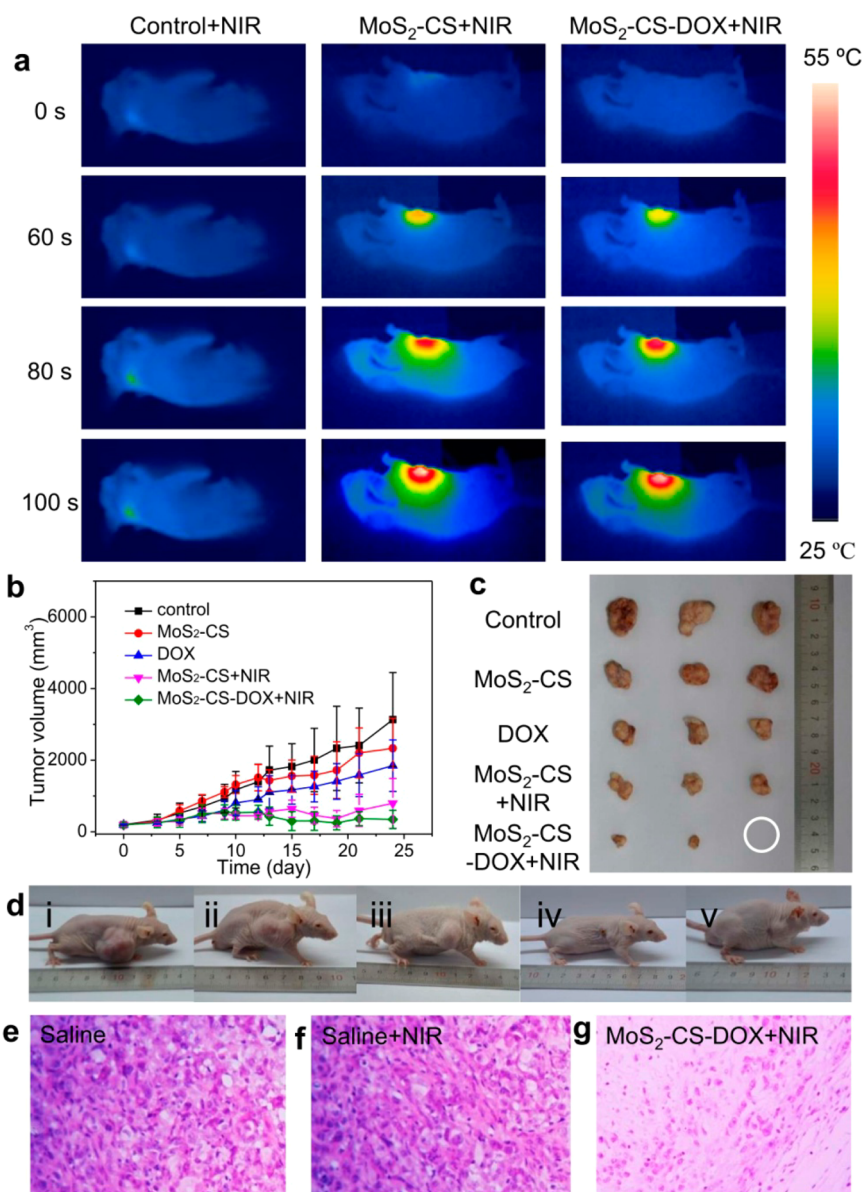 Control+NIR MoS₂-CS+NIR MoS₂-CS-DOX+NIR
a
55 ºC
0 s
60 s
80 s
100 s
25 ºC
b
Tumor volume (mm³)
6000
4000
2000
0
control
MoS₂-CS
DOX
MoS₂-CS+NIR
MoS₂-CS-DOX+NIR
0 5 10 15 20 25
Time (day)
c
Control
MoS₂-CS
DOX
MoS₂-CS
+NIR
MoS₂-CS
-DOX+NIR
d
i ii iii iv v
e Saline
f Saline+NIR
g MoS₂-CS-DOX+NIR